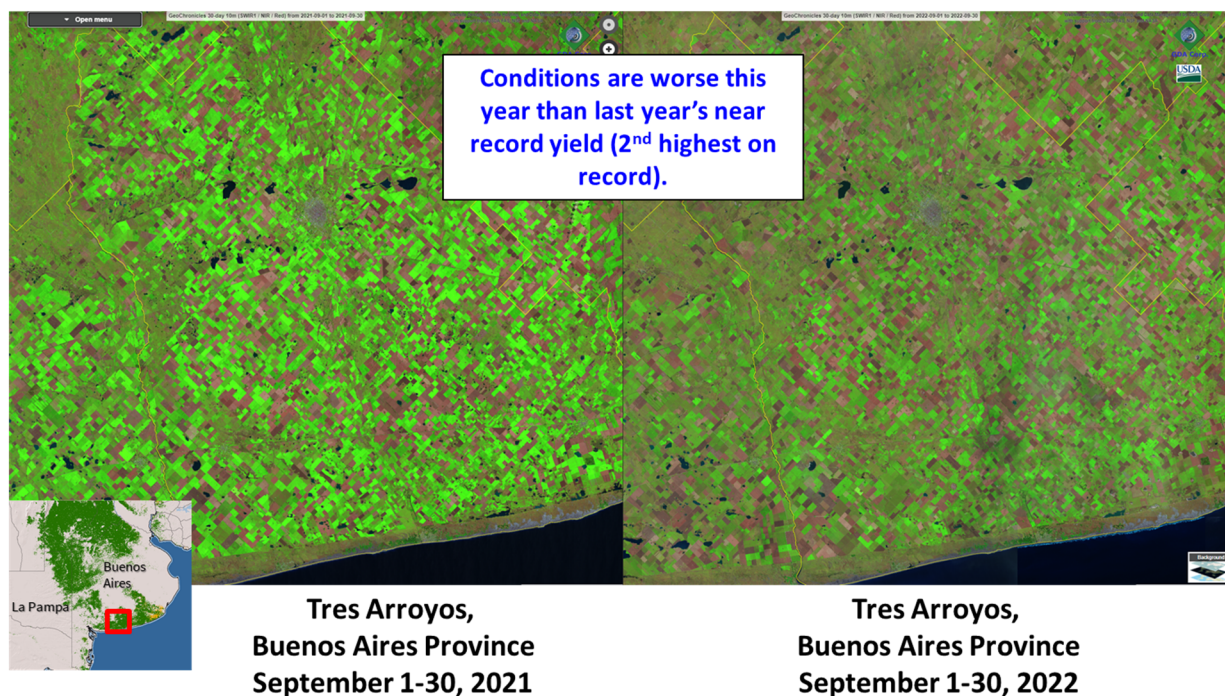 Open menu
GeoChronicles 30-day 10m (SWIR1 / NIR / Red) from 2021-09-01 to 2021-09-30
GeoChronicles 30-day 10m (SWIR1 / NIR / Red) from 2022-09-01 to 2022-09-30
USDA
Conditions are worse this
year than last year’s near
record yield (2nd highest on
record).
Buenos
Aires
La Pampa
Background
Tres Arroyos,
Buenos Aires Province
September 1-30, 2021
Tres Arroyos,
Buenos Aires Province
September 1-30, 2022